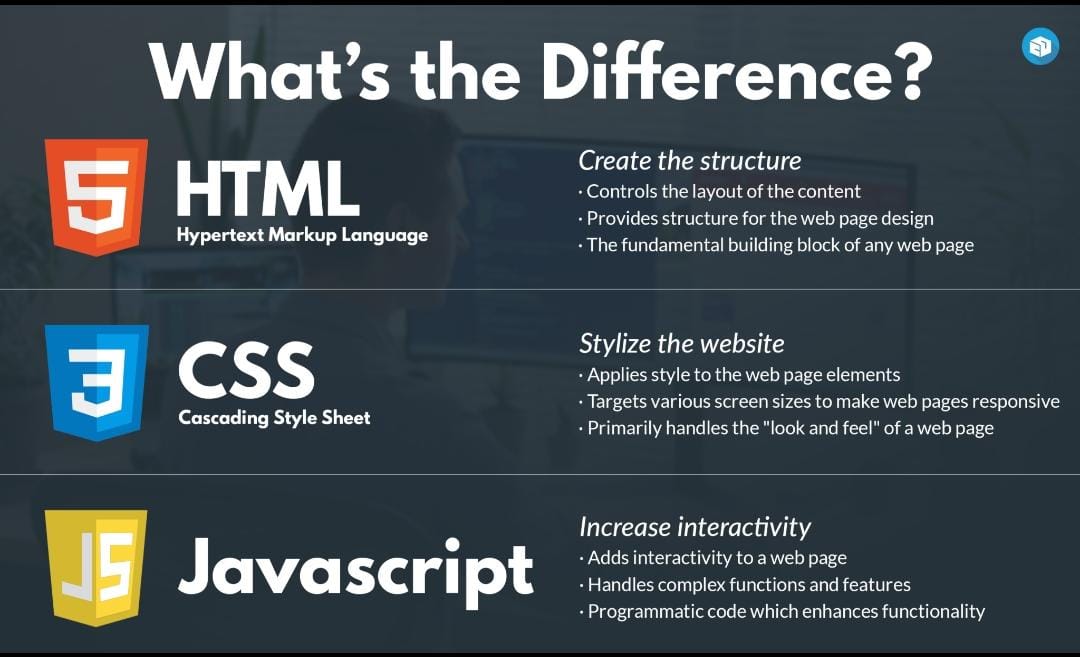 What's the Difference?
HTML
Hypertext Markup Language
Create the structure
· Controls the layout of the content
· Provides structure for the web page design
· The fundamental building block of any web page
CSS
Cascading Style Sheet
Stylize the website
· Applies style to the web page elements
· Targets various screen sizes to make web pages responsive
· Primarily handles the "look and feel" of a web page
JS
Javascript
Increase interactivity
· Adds interactivity to a web page
· Handles complex functions and features
· Programmatic code which enhances functionality